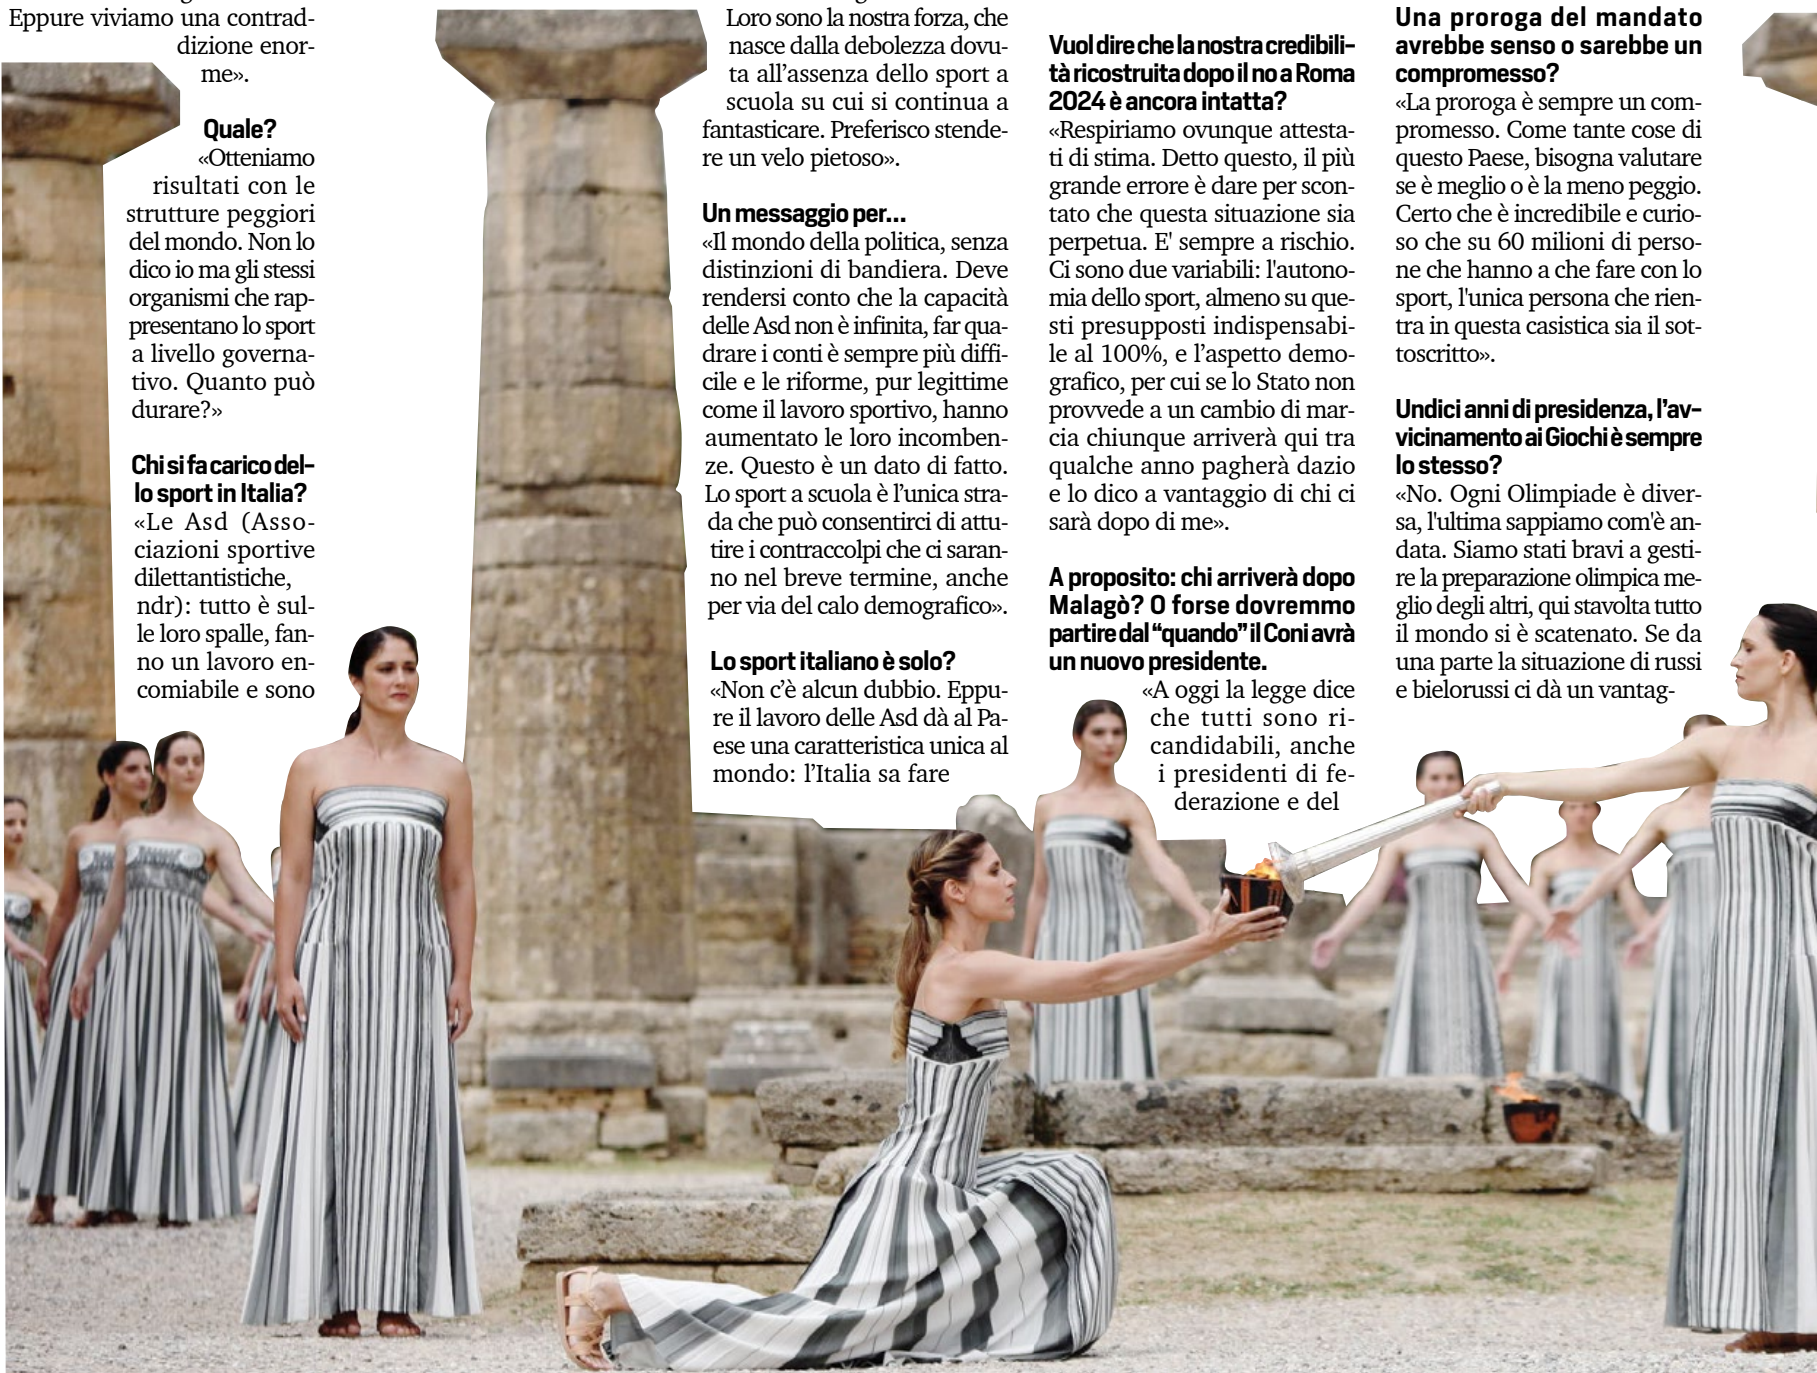 Eppure viviamo una contrad-
dizione enor-
me».
Quale?
«Otteniamo
risultati con le
strutture peggiori
del mondo. Non lo
dico io ma gli stessi
organismi che rap-
presentano lo sport
a livello governa-
tivo. Quanto può
durare?»
Chi si fa carico del-
lo sport in Italia?
«Le Asd (Asso-
ciazioni sportive
dilettantistiche,
ndr): tutto è sul-
le loro spalle, fan-
no un lavoro en-
comiabile e sono
Loro sono la nostra forza, che
nasce dalla debolezza dovu-
ta all’assenza dello sport a
scuola su cui si continua a
fantasticare. Preferisco stende-
re un velo pietoso».
Un messaggio per...
«Il mondo della politica, senza
distinzioni di bandiera. Deve
rendersi conto che la capacità
delle Asd non è infinita, far qua-
drare i conti è sempre più diffi-
cile e le riforme, pur legittime
come il lavoro sportivo, hanno
aumentato le loro incomben-
ze. Questo è un dato di fatto.
Lo sport a scuola è l’unica stra-
da che può consentirci di attu-
tire i contraccolpi che ci saran-
no nel breve termine, anche
per via del calo demografico».
Lo sport italiano è solo?
«Non c’è alcun dubbio. Eppu-
re il lavoro delle Asd dà al Pa-
ese una caratteristica unica al
mondo: l’Italia sa fare
Vuol dire che la nostra credibili-
tà ricostruita dopo il no a Roma
2024 è ancora intatta?
«Respiriamo ovunque attesta-
ti di stima. Detto questo, il più
grande errore è dare per scon-
tato che questa situazione sia
perpetua. E' sempre a rischio.
Ci sono due variabili: l'autono-
mia dello sport, almeno su que-
sti presupposti indispensabi-
le al 100%, e l’aspetto demo-
grafico, per cui se lo Stato non
provvede a un cambio di mar-
cia chiunque arriverà qui tra
qualche anno pagherà dazio
e lo dico a vantaggio di chi ci
sarà dopo di me».
A proposito: chi arriverà dopo
Malagò? O forse dovremmo
partire dal “quando” il Coni avrà
un nuovo presidente.
«A oggi la legge dice
che tutti sono ri-
candidabili, anche
i presidenti di fe-
derazione e del
Una proroga del mandato
avrebbe senso o sarebbe un
compromesso?
«La proroga è sempre un com-
promesso. Come tante cose di
questo Paese, bisogna valutare
se è meglio o è la meno peggio.
Certo che è incredibile e curio-
so che su 60 milioni di perso-
ne che hanno a che fare con lo
sport, l'unica persona che rien-
tra in questa casistica sia il sot-
toscritto».
Undici anni di presidenza, l’av-
vicinamento ai Giochi è sempre
lo stesso?
«No. Ogni Olimpiade è diver-
sa, l'ultima sappiamo com'è an-
data. Siamo stati bravi a gesti-
re la preparazione olimpica me-
glio degli altri, qui stavolta tutto
il mondo si è scatenato. Se da
una parte la situazione di russi
e bielorussi ci dà un vantag-